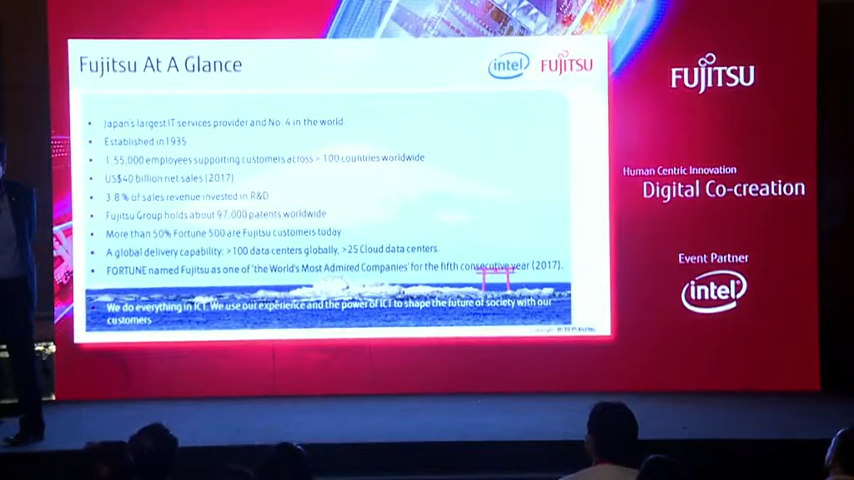 Fujitsu At A Glance
intel
FUJITSU
• Japan's largest IT services provider and No. 4 in the world.
• Established in 1935
• 1,55,000 employees supporting customers across > 100 countries worldwide
• US$40 billion net sales (2017)
• 3.8 % of sales revenue invested in R&D
• Fujitsu Group holds about 97,000 patents worldwide
• More than 50% Fortune 500 are Fujitsu customers today
• A global delivery capability: >100 data centers globally, >25 Cloud data centers.
• FORTUNE named Fujitsu as one of 'the World's Most Admired Companies' for the fifth consecutive year (2017).
• We do everything in ICT. We use our experience and the power of ICT to shape the future of society with our
customers
FUJITSU
Human Centric Innovation
Digital Co-creation
Event Partner
intel